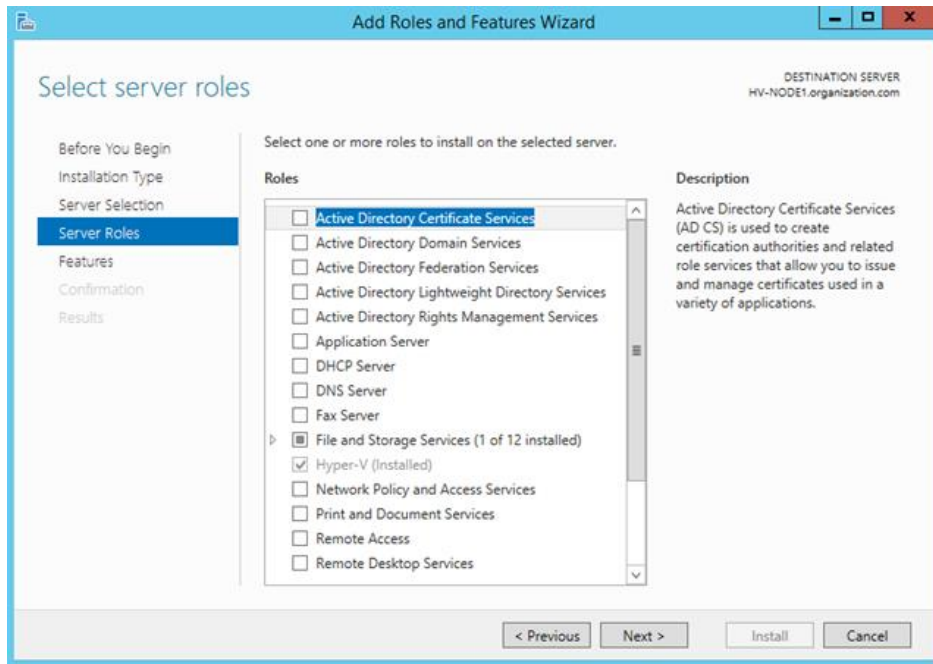 Add Roles and Features Wizard
Select server roles
DESTINATION SERVER
HV-NODE1.organization.com
Before You Begin
Installation Type
Server Selection
Server Roles
Features
Confirmation
Results
Select one or more roles to install on the selected server.
Roles
Active Directory Certificate Services
Active Directory Domain Services
Active Directory Federation Services
Active Directory Lightweight Directory Services
Active Directory Rights Management Services
Application Server
DHCP Server
DNS Server
Fax Server
File and Storage Services (1 of 12 installed)
Hyper-V (Installed)
Network Policy and Access Services
Print and Document Services
Remote Access
Remote Desktop Services
Description
Active Directory Certificate Services
(AD CS) is used to create
certification authorities and related
role services that allow you to issue
and manage certificates used in a
variety of applications.
< Previous
Next >
Install
Cancel